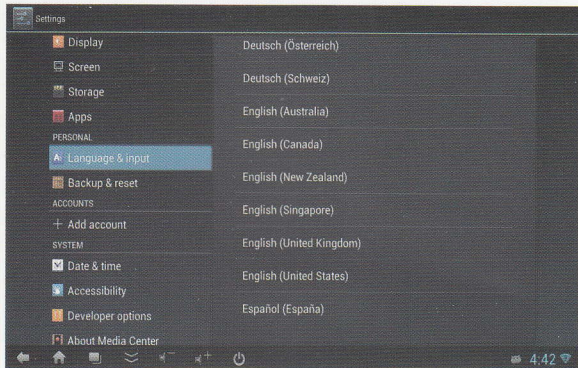 Settings
Display
Screen
Storage
Apps
PERSONAL
Language & input
Backup & reset
ACCOUNTS
+ Add account
SYSTEM
Date & time
Accessibility
Developer options
About Media Center
Deutsch (Österreich)
Deutsch (Schweiz)
English (Australia)
English (Canada)
English (New Zealand)
English (Singapore)
English (United Kingdom)
English (United States)
Español (España)
4:42